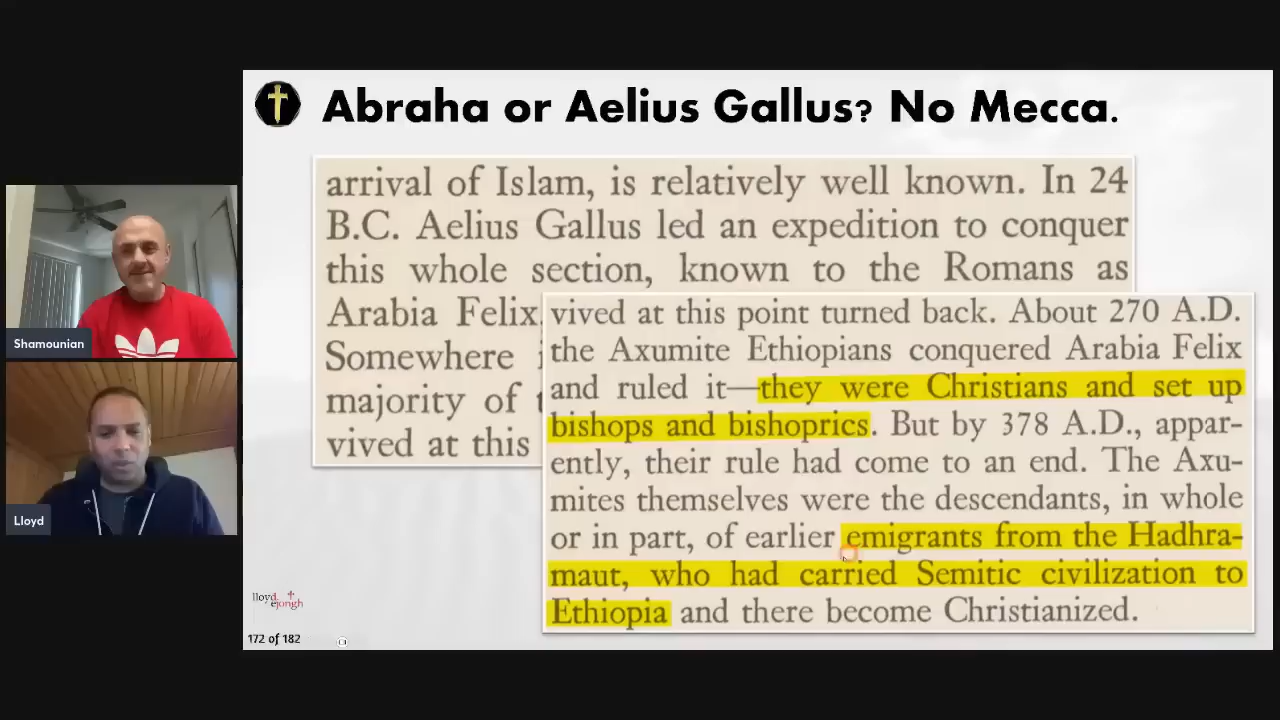 Abraha or Aelius Gallus? No Mecca.
arrival of Islam, is relatively well known. In 24
B.C. Aelius Gallus led an expedition to conquer
this whole section, known to the Romans as
Arabia Felix.
Somewhere
majority of
vived at this
vived at this point turned back. About 270 A.D.
the Axumite Ethiopians conquered Arabia Felix
and ruled it—they were Christians and set up
bishops and bishoprics. But by 378 A.D., appar-
ently, their rule had come to an end. The Axu-
mites themselves were the descendants, in whole
or in part, of earlier emigrants from the Hadhra-
maut, who had carried Semitic civilization to
Ethiopia and there become Christianized.
Shamounian
Lloyd
lloyd
de jongh
172 of 182